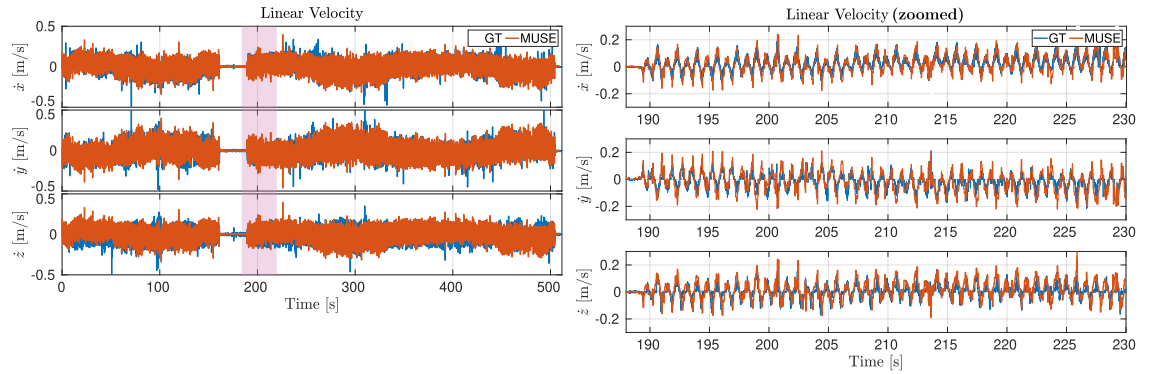 Linear Velocity
0.5
0
-0.5
ẋ [m/s]
GT MUSE
0.5
0
-0.5
ẏ [m/s]
0.5
0
-0.5
ż [m/s]
0 100 200 300 400 500
Time [s]
Linear Velocity (zoomed)
0.2
0
-0.2
ẋ [m/s]
GT MUSE
190 195 200 205 210 215 220 225 230
0.2
0
-0.2
ẏ [m/s]
190 195 200 205 210 215 220 225 230
0.2
0
-0.2
ż [m/s]
190 195 200 205 210 215 220 225 230
Time [s]